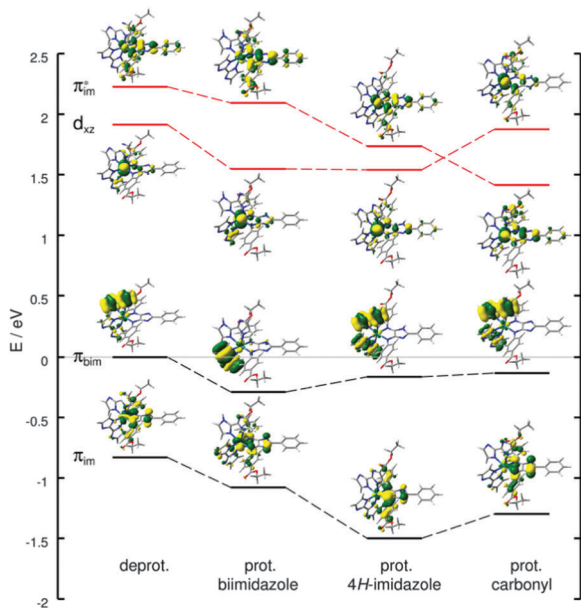 2.5
π*im
2
dxz
1.5
1
0.5
E / eV
0
πbim
-0.5
πim
-1
-1.5
-2
deprot.
prot.
biimidazole
prot.
4H-imidazole
prot.
carbonyl